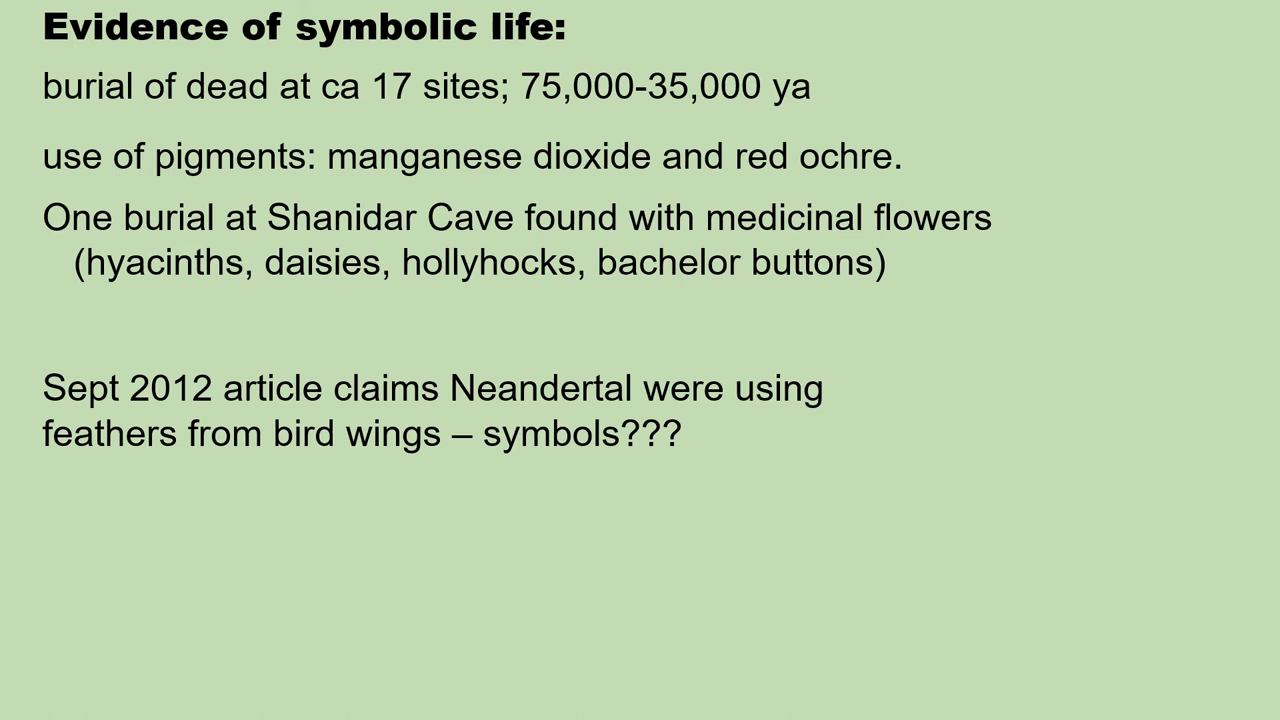 Evidence of symbolic life:
burial of dead at ca 17 sites; 75,000-35,000 ya
use of pigments: manganese dioxide and red ochre.
One burial at Shanidar Cave found with medicinal flowers
(hyacinths, daisies, hollyhocks, bachelor buttons)
Sept 2012 article claims Neandertal were using
feathers from bird wings – symbols???